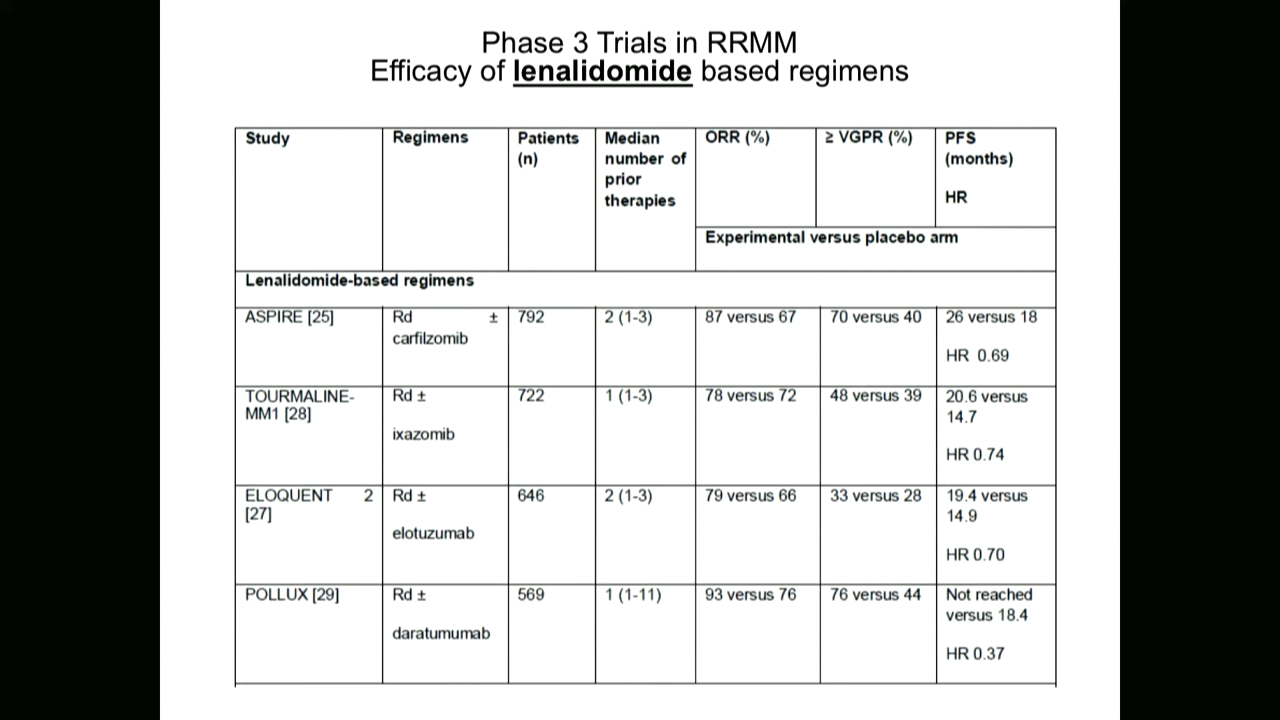 Phase 3 Trials in RRMM
Efficacy of lenalidomide based regimens
Study
Regimens
Patients
(n)
Median
number of
prior
therapies
ORR (%)
≥ VGPR (%)
PFS
(months)
HR
Experimental versus placebo arm
Lenalidomide-based regimens
ASPIRE [25]
Rd ±
carfilzomib
792
2 (1-3)
87 versus 67
70 versus 40
26 versus 18
HR 0.69
TOURMALINE-
MM1 [28]
Rd ±
ixazomib
722
1 (1-3)
78 versus 72
48 versus 39
20.6 versus
14.7
HR 0.74
ELOQUENT 2
[27]
Rd ±
elotuzumab
646
2 (1-3)
79 versus 66
33 versus 28
19.4 versus
14.9
HR 0.70
POLLUX [29]
Rd ±
daratumumab
569
1 (1-11)
93 versus 76
76 versus 44
Not reached
versus 18.4
HR 0.37